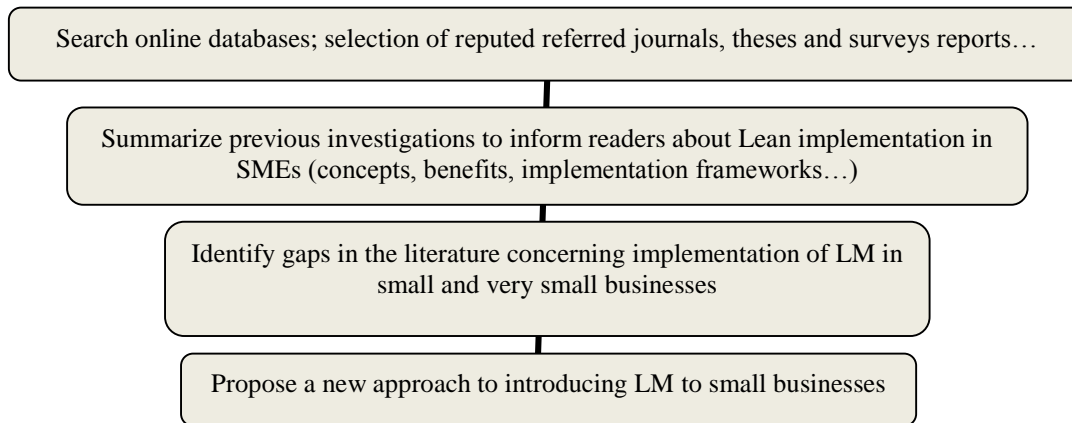 Search online databases; selection of reputed referred journals, theses and surveys reports…
Summarize previous investigations to inform readers about Lean implementation in
SMEs (concepts, benefits, implementation frameworks…)
Identify gaps in the literature concerning implementation of LM in
small and very small businesses
Propose a new approach to introducing LM to small businesses